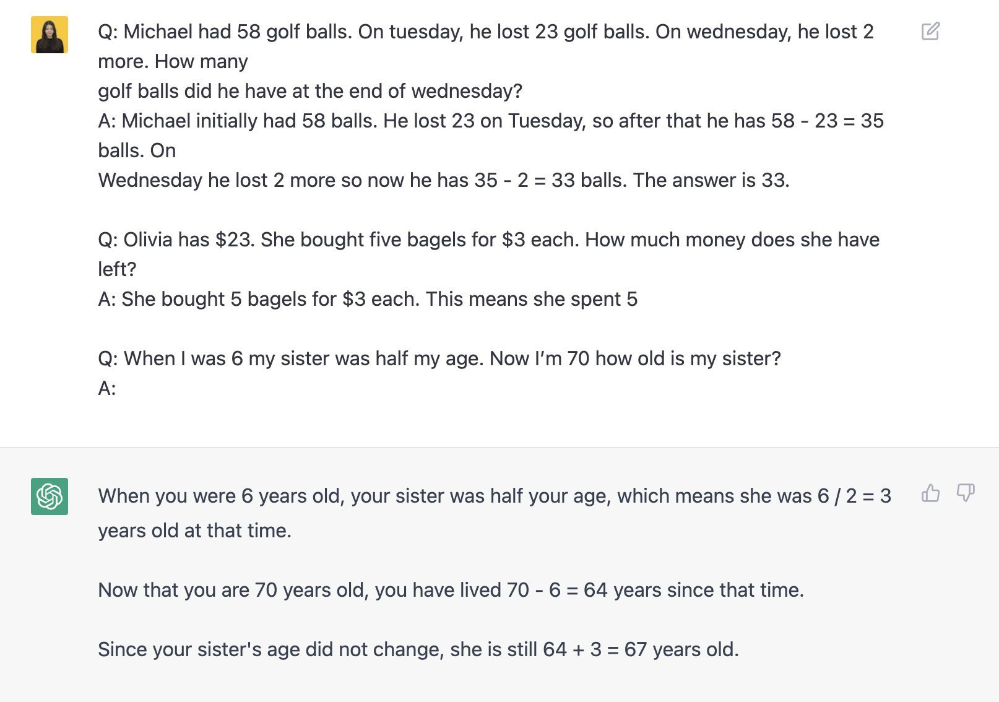 Q: Michael had 58 golf balls. On tuesday, he lost 23 golf balls. On wednesday, he lost 2
more. How many
golf balls did he have at the end of wednesday?
A: Michael initially had 58 balls. He lost 23 on Tuesday, so after that he has 58 - 23 = 35
balls. On
Wednesday he lost 2 more so now he has 35 - 2 = 33 balls. The answer is 33.
Q: Olivia has $23. She bought five bagels for $3 each. How much money does she have
left?
A: She bought 5 bagels for $3 each. This means she spent 5
Q: When I was 6 my sister was half my age. Now I’m 70 how old is my sister?
A:
When you were 6 years old, your sister was half your age, which means she was 6 / 2 = 3
years old at that time.
Now that you are 70 years old, you have lived 70 - 6 = 64 years since that time.
Since your sister's age did not change, she is still 64 + 3 = 67 years old.